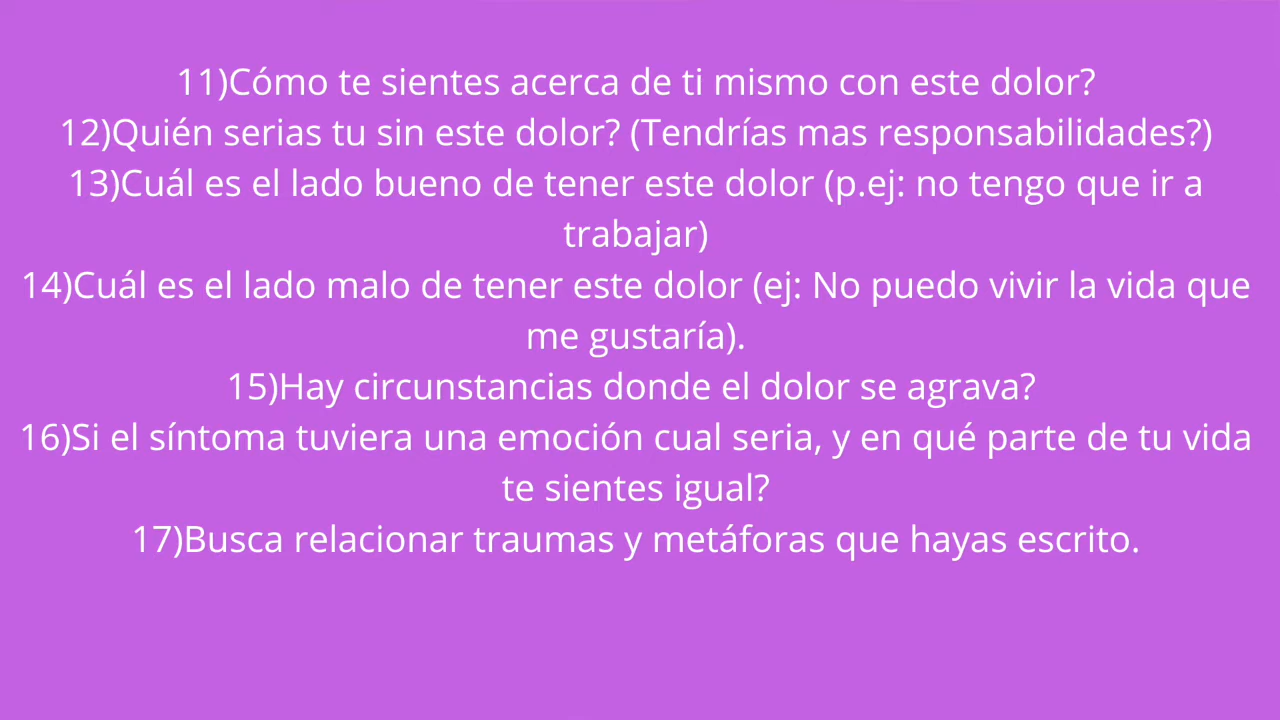 11)Cómo te sientes acerca de ti mismo con este dolor?
12)Quién serias tu sin este dolor? (Tendrías mas responsabilidades?)
13)Cuál es el lado bueno de tener este dolor (p.ej: no tengo que ir a
trabajar)
14)Cuál es el lado malo de tener este dolor (ej: No puedo vivir la vida que
me gustaría).
15)Hay circunstancias donde el dolor se agrava?
16)Si el síntoma tuviera una emoción cual seria, y en qué parte de tu vida
te sientes igual?
17)Busca relacionar traumas y metáforas que hayas escrito.